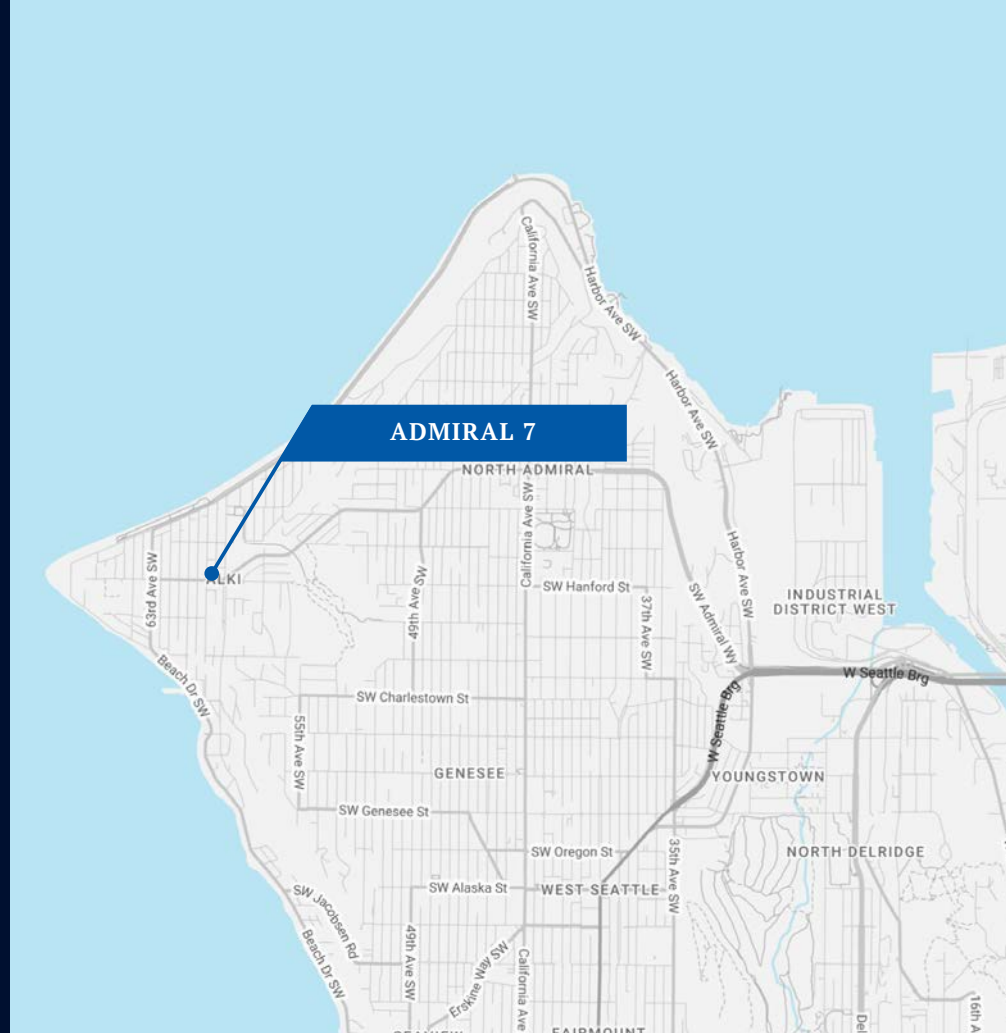 California Ave SW
Harbor Ave SW
Harbor Ave SW
ADMIRAL 7
NORTH ADMIRAL
California Ave SW
Harbor Ave SW
63rd Ave SW
ALKI
49th Ave SW
SW Hanford St
37th Ave SW
SW Admiral Wy
INDUSTRIAL
DISTRICT WEST
Beach Dr SW
W Seattle Brg
SW Charlestown St
W Seattle Brg
55th Ave SW
GENESEE
YOUNGSTOWN
SW Genesee St
SW Oregon St
35th Ave SW
NORTH DELRIDGE
SW Alaska St
WEST SEATTLE
SW Jacobsen Rd
Beach Dr SW
49th Ave SW
Erskine Way SW
California Ave
16th A
Del
FAIRMOUNT